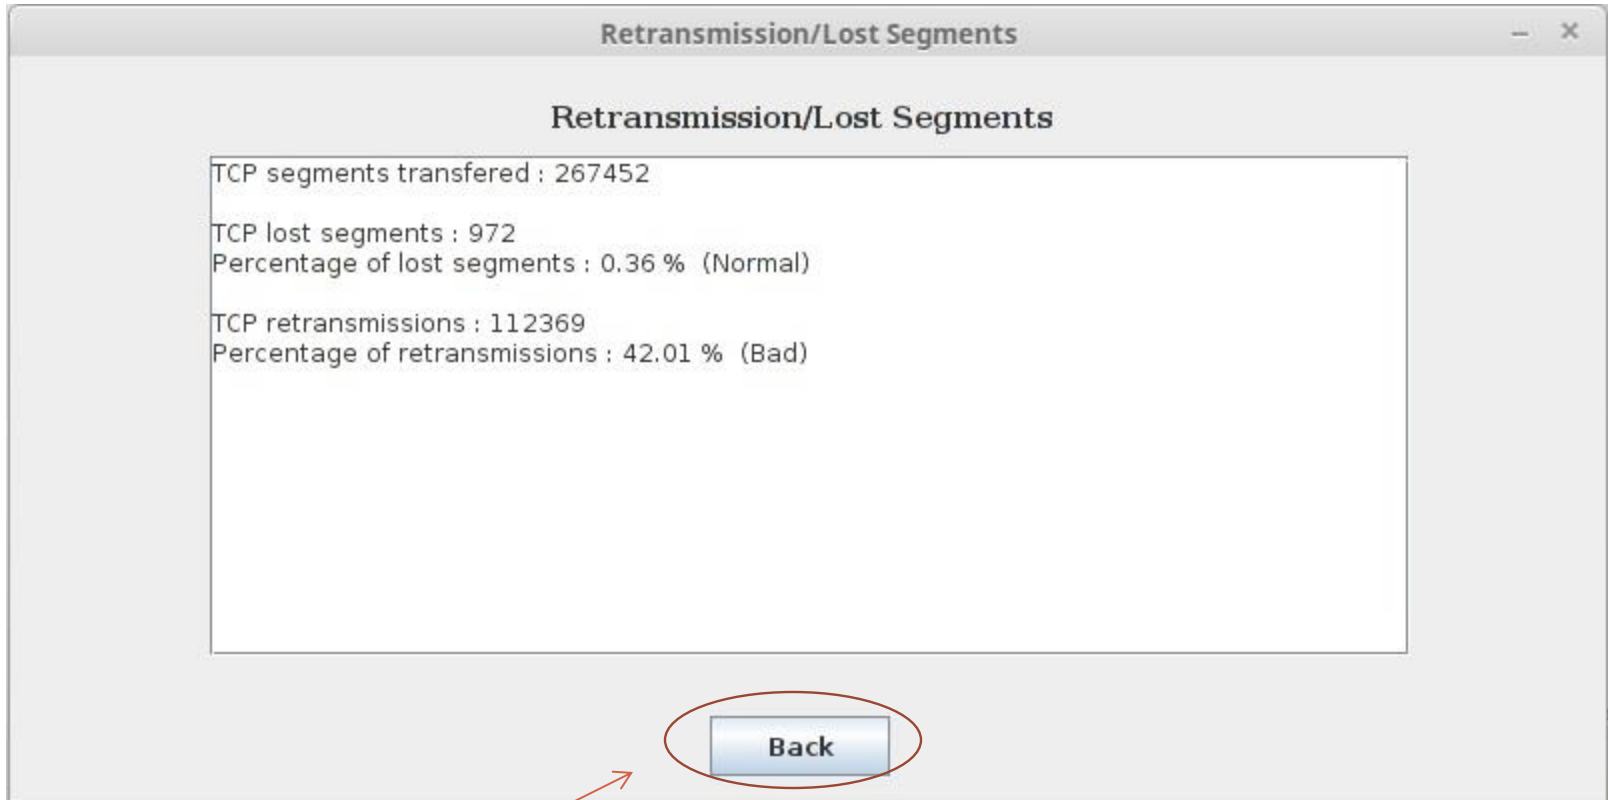 Retransmission/Lost Segments
Retransmission/Lost Segments
TCP segments transfered : 267452
TCP lost segments : 972
Percentage of lost segments : 0.36 %  (Normal)
TCP retransmissions : 112369
Percentage of retransmissions : 42.01 %  (Bad)
Back